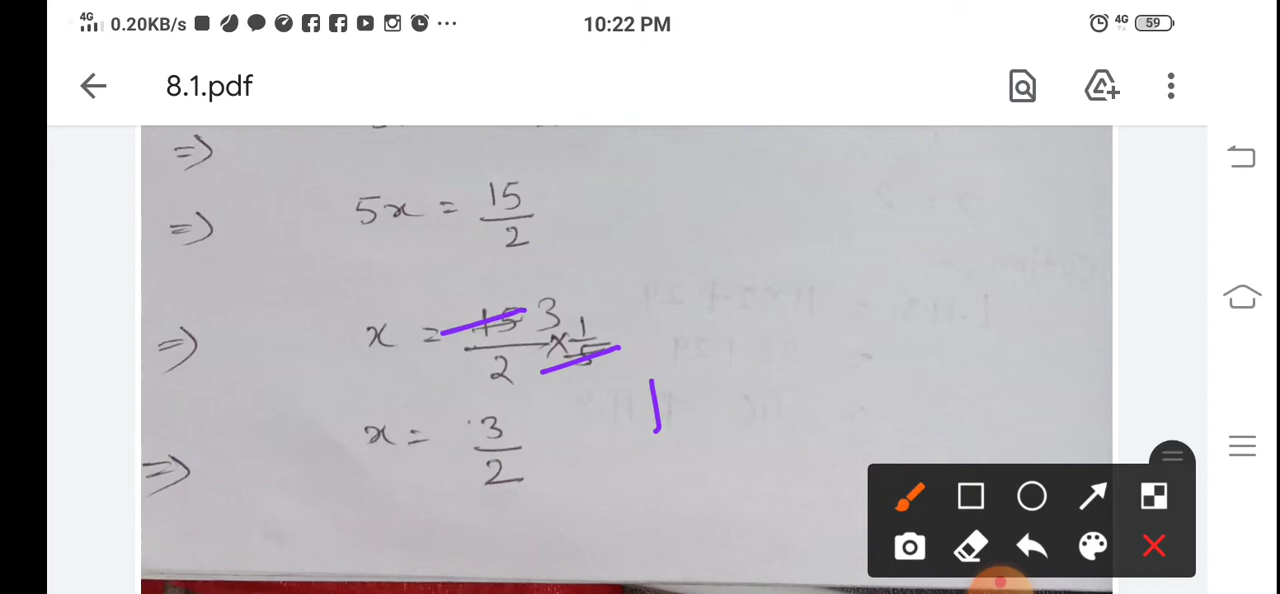 4G 0.20KB/s ... 10:22 PM 4G 59
8.1.pdf
=>
=> 5x = 15/2
=> x = 15/2 3 × 1/5
=> x = 3/2